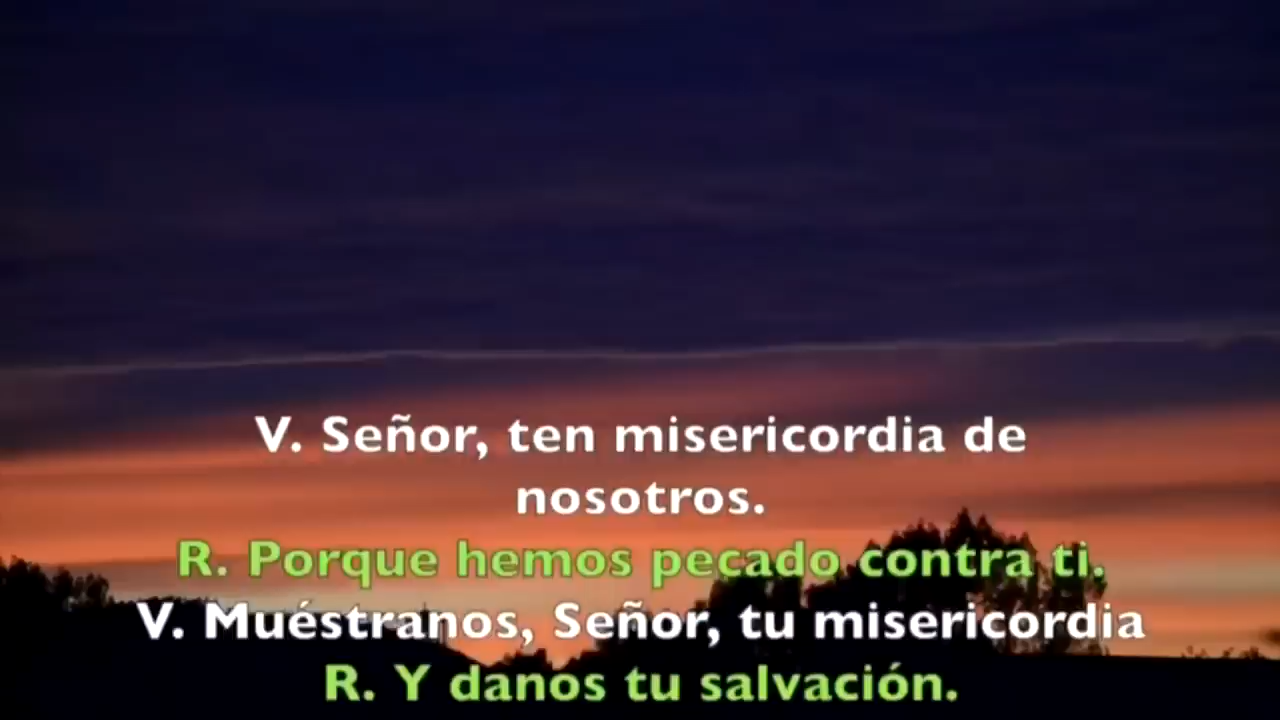 V. Señor, ten misericordia de
nosotros.
R. Porque hemos pecado contra ti.
V. Muéstranos, Señor, tu misericordia
R. Y danos tu salvación.